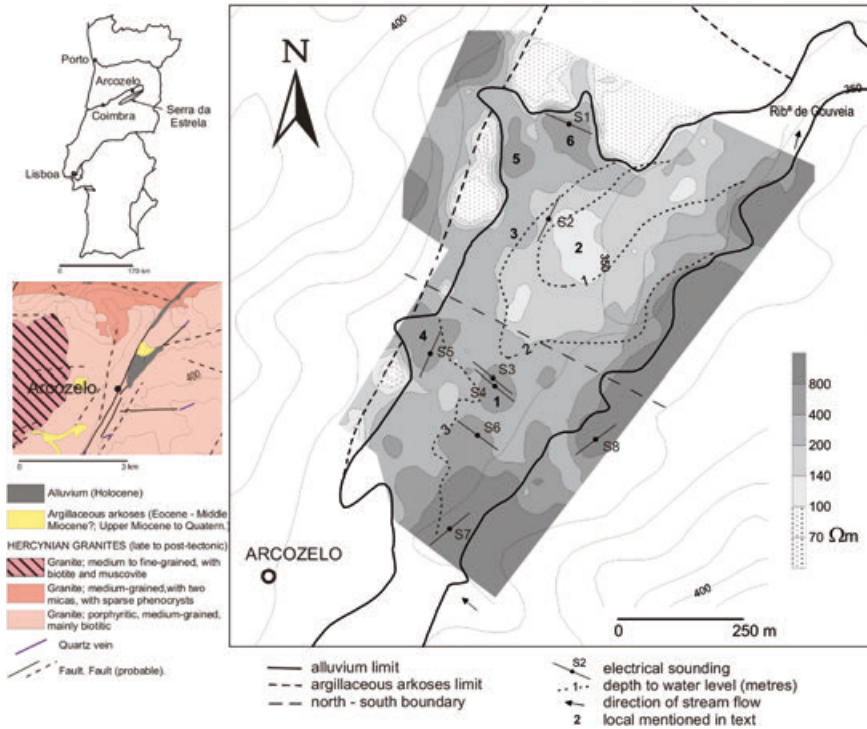 Porto
Arcozelo
Coimbra
Serra da
Estrela
Lisboa
0 170 km
Arcozelo
400
0 3 km
Alluvium (Holocene)
Argillaceous arkoses (Eocene - Middle
Miocene?; Upper Miocene to Quatern.)
HERCYNIAN GRANITES (late to post-tectonic)
Granite; medium to fine-grained, with
biotite and muscovite
Granite; medium-grained,with two
micas, with sparse phenocrysts
Granite; porphyritic, medium-grained,
mainly biotitic
Quartz vein
Fault. Fault (probable).
N
400
350
Ribª de Gouveia
S1
6
5
S2
3
2
350
1
2
4
S5
S3
S4
1
3
S6
S8
S7
ARCOZELO
400
800
400
200
140
100
70 Ωm
0 250 m
alluvium limit
argillaceous arkoses limit
north - south boundary
S2 electrical sounding
1 depth to water level (metres)
direction of stream flow
2 local mentioned in text